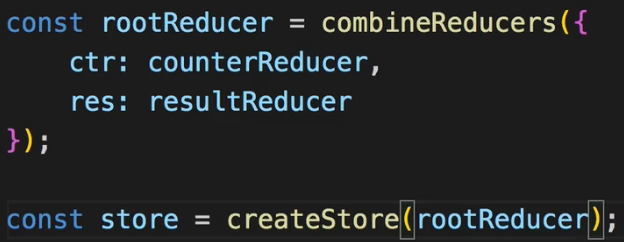 const rootReducer = combineReducers({
    ctr: counterReducer,
    res: resultReducer
});

const store = createStore(rootReducer);